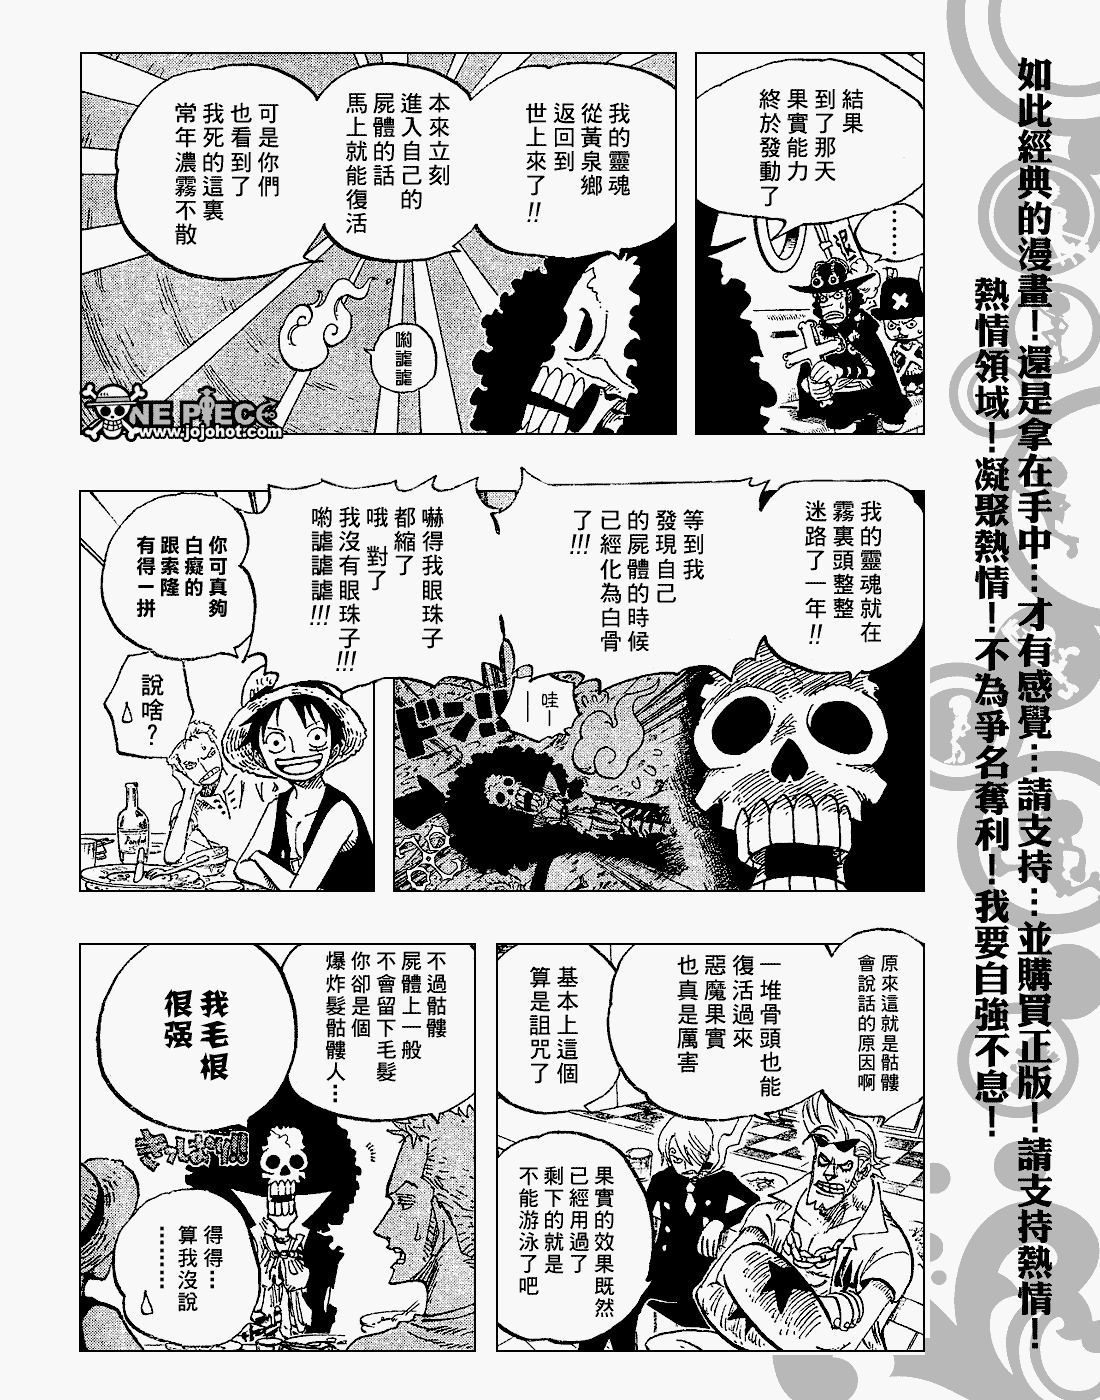 結果
到了那天
果實能力
終於發動了
………
我的靈魂
從黃泉鄉
返回到
世上來了!!
本來立刻
進入自己的
屍體的話
馬上就能復活
可是你們
也看到了
我死的這裏
常年濃霧不散
喲
謔
謔
ONE PIECE
www.jojohot.com
我的靈魂就在
霧裏頭整整
迷路了一年!!
等到我
發現自己
的屍體的時候
已經化為白骨
了!!!
哇
嚇得我眼珠子
都縮了
哦 對了
我沒有眼珠子!!!
喲謔謔謔!!!
你可真夠
白癡的
跟索隆
有得一拼
說啥?
原來這就是骷髏
會說話的原因啊
一堆骨頭也能
復活過來
惡魔果實
也真是厲害
基本上這個
算是詛咒了
果實的效果既然
已經用過了
剩下的就是
不能游泳了吧
不過骷髏
屍體上一般
不會留下毛髮
你卻是個
爆炸髮骷髏人…
我毛根
很强
得得…
算我沒說
………
如此經典的漫畫!還是拿在手中…才有感覺…請支持…並購買正版!請支持熱情!
熱情領域!凝聚熱情!不為爭名奪利!我要自強不息!